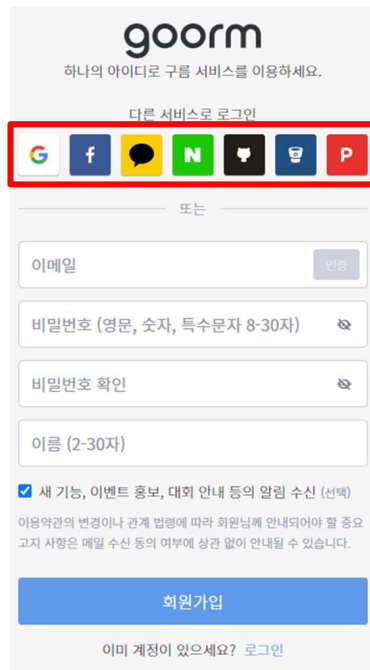 goorm
하나의 아이디로 구름 서비스를 이용하세요.
다른 서비스로 로그인
G f N P
또는
이메일 인증
비밀번호 (영문, 숫자, 특수문자 8-30자)
비밀번호 확인
이름 (2-30자)
새 기능, 이벤트 홍보, 대회 안내 등의 알림 수신 (선택)
이용약관의 변경이나 관계 법령에 따라 회원님께 안내되어야 할 중요
고지 사항은 메일 수신 동의 여부에 상관 없이 안내될 수 있습니다.
회원가입
이미 계정이 있으세요? 로그인